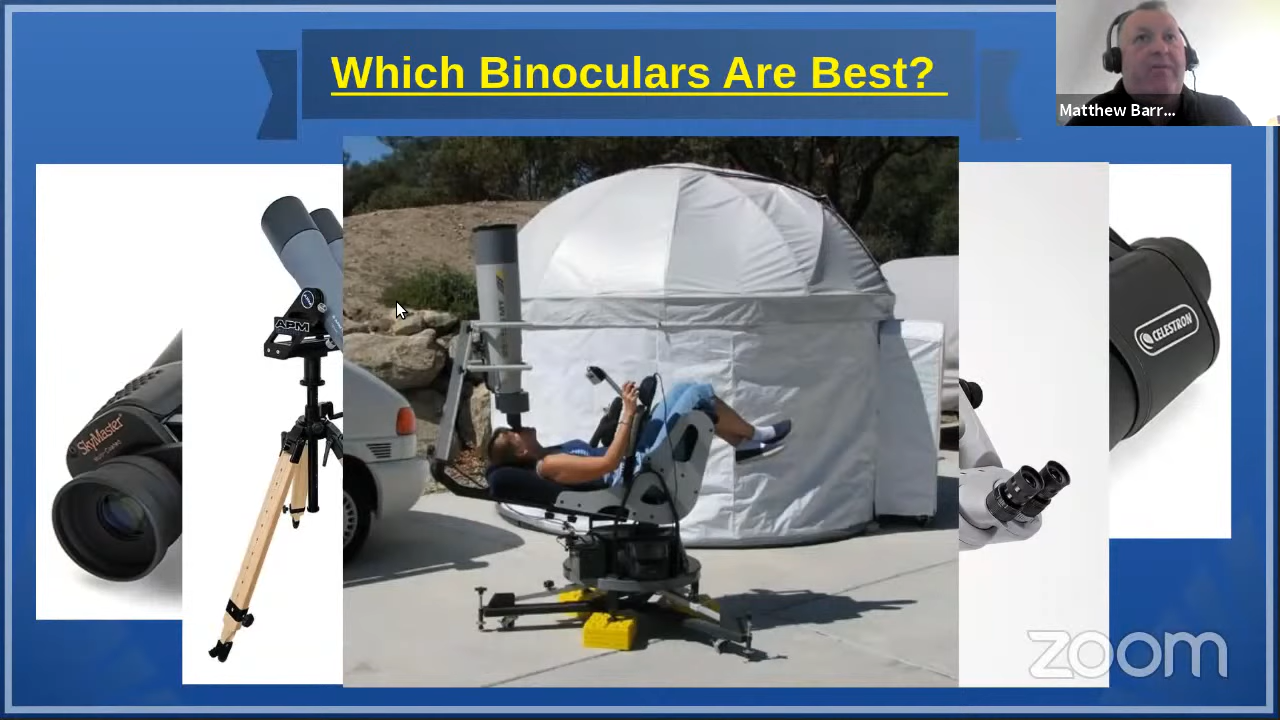 Which Binoculars Are Best?
Matthew Barr...
APM
SkyMaster
CELESTRON
zoom